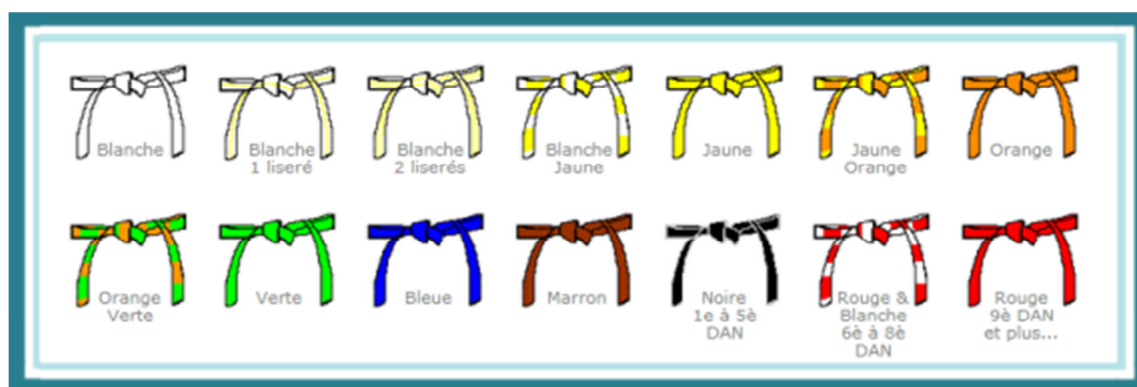 Blanche
Blanche
1 liseré
Blanche
2 liserés
Blanche
Jaune
Jaune
Jaune
Orange
Orange
Orange
Verte
Verte
Bleue
Marron
Noire
1e à 5è
DAN
Rouge &
Blanche
6è à 8è
DAN
Rouge
9è DAN
et plus...